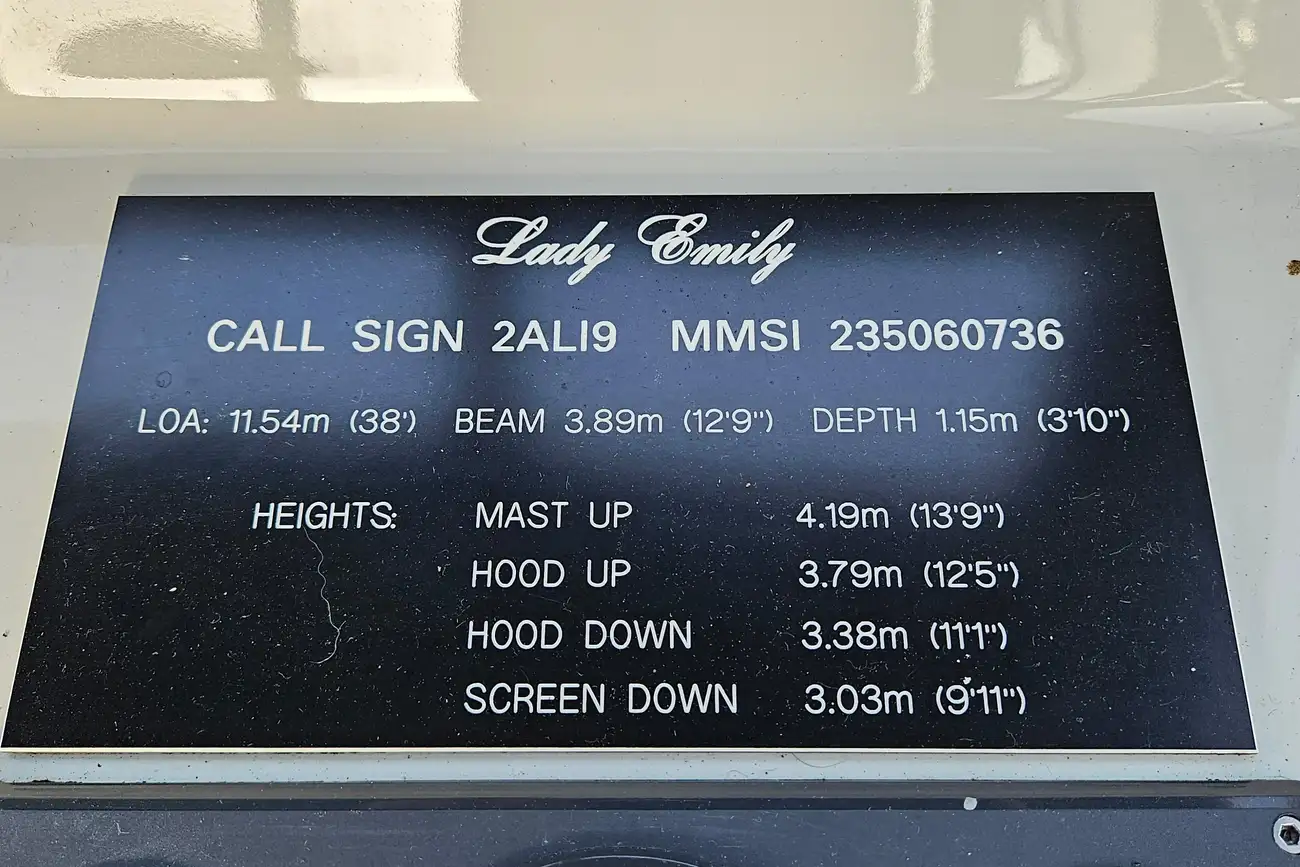 Lady Emily
CALL SIGN 2ALI9 MMSI 235060736
LOA: 11.54m (38') BEAM 3.89m (12'9") DEPTH 1.15m (3'10")
HEIGHTS: MAST UP 4.19m (13'9")
HOOD UP 3.79m (12'5")
HOOD DOWN 3.38m (11'1")
SCREEN DOWN 3.03m (9'11")